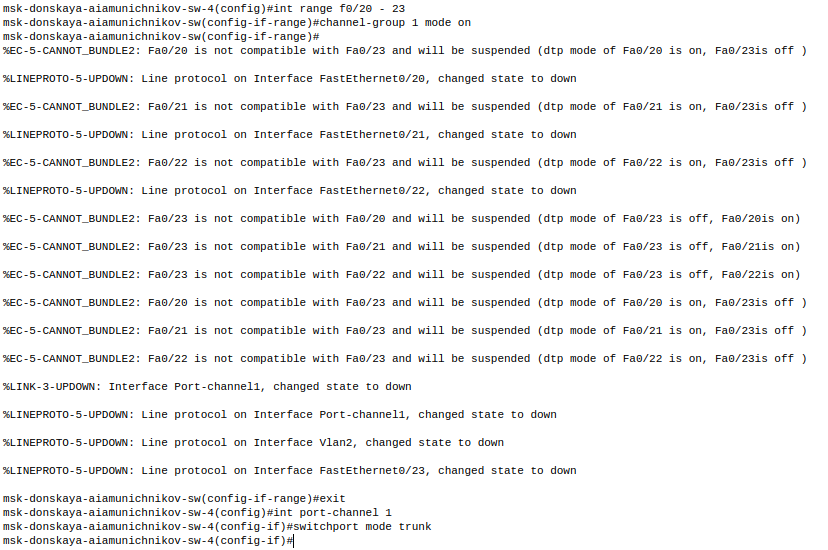 msk-donskaya-aiamunichnikov-sw-4(config)#int range f0/20 - 23
msk-donskaya-aiamunichnikov-sw(config-if-range)#channel-group 1 mode on
msk-donskaya-aiamunichnikov-sw(config-if-range)#
%EC-5-CANNOT_BUNDLE2: Fa0/20 is not compatible with Fa0/23 and will be suspended (dtp mode of Fa0/20 is on, Fa0/23is off )
%LINEPROTO-5-UPDOWN: Line protocol on Interface FastEthernet0/20, changed state to down
%EC-5-CANNOT_BUNDLE2: Fa0/21 is not compatible with Fa0/23 and will be suspended (dtp mode of Fa0/21 is on, Fa0/23is off )
%LINEPROTO-5-UPDOWN: Line protocol on Interface FastEthernet0/21, changed state to down
%EC-5-CANNOT_BUNDLE2: Fa0/22 is not compatible with Fa0/23 and will be suspended (dtp mode of Fa0/22 is on, Fa0/23is off )
%LINEPROTO-5-UPDOWN: Line protocol on Interface FastEthernet0/22, changed state to down
%EC-5-CANNOT_BUNDLE2: Fa0/23 is not compatible with Fa0/20 and will be suspended (dtp mode of Fa0/23 is off, Fa0/20is on)
%EC-5-CANNOT_BUNDLE2: Fa0/23 is not compatible with Fa0/21 and will be suspended (dtp mode of Fa0/23 is off, Fa0/21is on)
%EC-5-CANNOT_BUNDLE2: Fa0/23 is not compatible with Fa0/22 and will be suspended (dtp mode of Fa0/23 is off, Fa0/22is on)
%EC-5-CANNOT_BUNDLE2: Fa0/20 is not compatible with Fa0/23 and will be suspended (dtp mode of Fa0/20 is on, Fa0/23is off )
%EC-5-CANNOT_BUNDLE2: Fa0/21 is not compatible with Fa0/23 and will be suspended (dtp mode of Fa0/21 is on, Fa0/23is off )
%EC-5-CANNOT_BUNDLE2: Fa0/22 is not compatible with Fa0/23 and will be suspended (dtp mode of Fa0/22 is on, Fa0/23is off )
%LINK-3-UPDOWN: Interface Port-channel1, changed state to down
%LINEPROTO-5-UPDOWN: Line protocol on Interface Port-channel1, changed state to down
%LINEPROTO-5-UPDOWN: Line protocol on Interface Vlan2, changed state to down
%LINEPROTO-5-UPDOWN: Line protocol on Interface FastEthernet0/23, changed state to down
msk-donskaya-aiamunichnikov-sw(config-if-range)#exit
msk-donskaya-aiamunichnikov-sw-4(config)#int port-channel 1
msk-donskaya-aiamunichnikov-sw-4(config-if)#switchport mode trunk
msk-donskaya-aiamunichnikov-sw-4(config-if)#